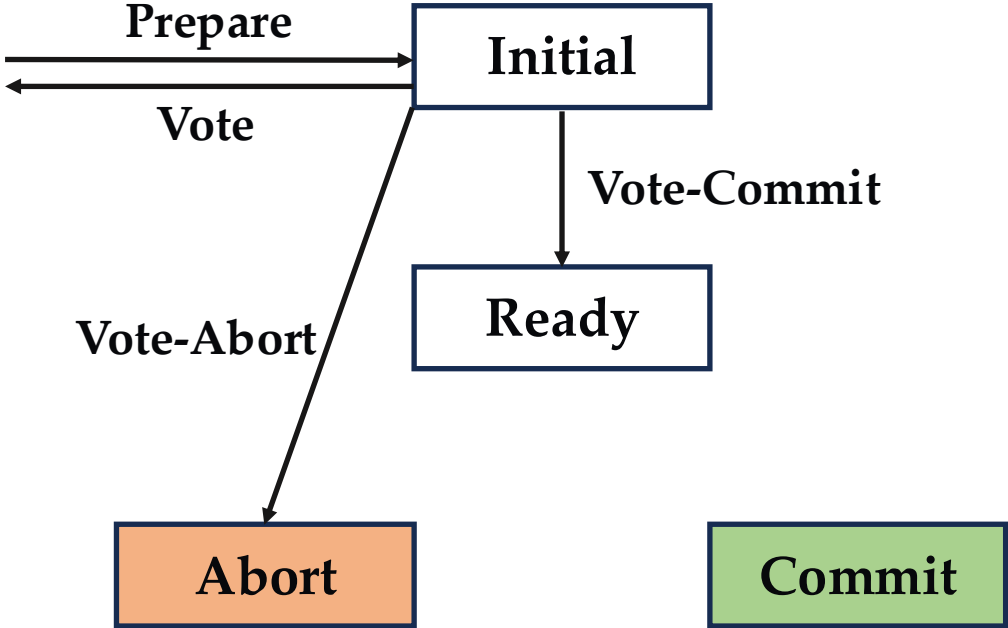 Prepare
Initial
Vote
Vote-Commit
Ready
Vote-Abort
Abort
Commit